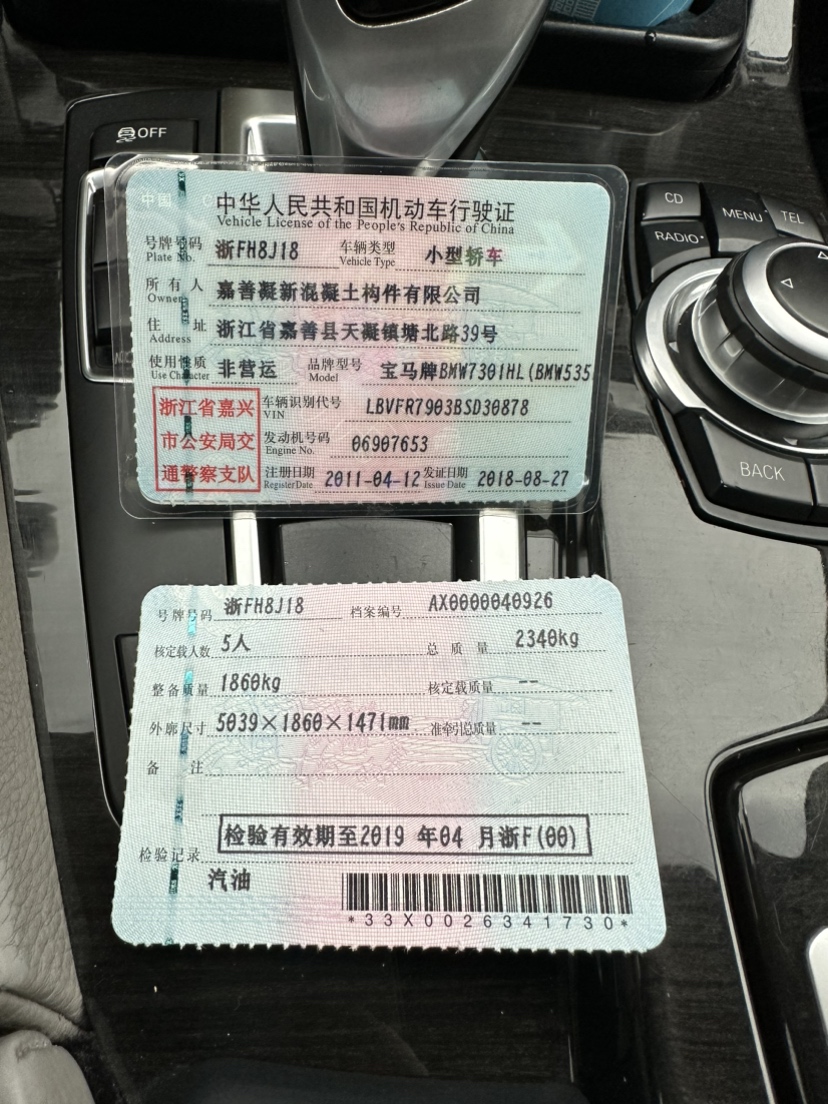 OFF
CD
MENU
TEL
RADIO
BACK
中国
中华人民共和国机动车行驶证
Vehicle License of the People's Republic of China
号牌号码 浙FH8J18 车辆类型 小型轿车
Plate No. Vehicle Type
所有人 嘉善凝新混凝土构件有限公司
Owner
住址 浙江省嘉善县天凝镇塘北路39号
Address
使用性质 非营运 品牌型号 宝马牌BMW7301HL(BMW535
Use Character Model
浙江省嘉兴
市公安局交
通警察支队
车辆识别代号 LBVFR7903BSD30878
VIN
发动机号码 06907653
Engine No.
注册日期 2011-04-12 发证日期 2018-08-27
Register Date Issue Date
号牌号码 浙FH8J18 档案编号 AX0000040926
核定载人数 5人 总质量 2340kg
整备质量 1860kg 核定载质量 --
外廓尺寸 5039×1860×1471mm 准牵引总质量 --
备注
检验有效期至2019 年04 月浙F(00)
检验记录
汽油
*33X0026341730*